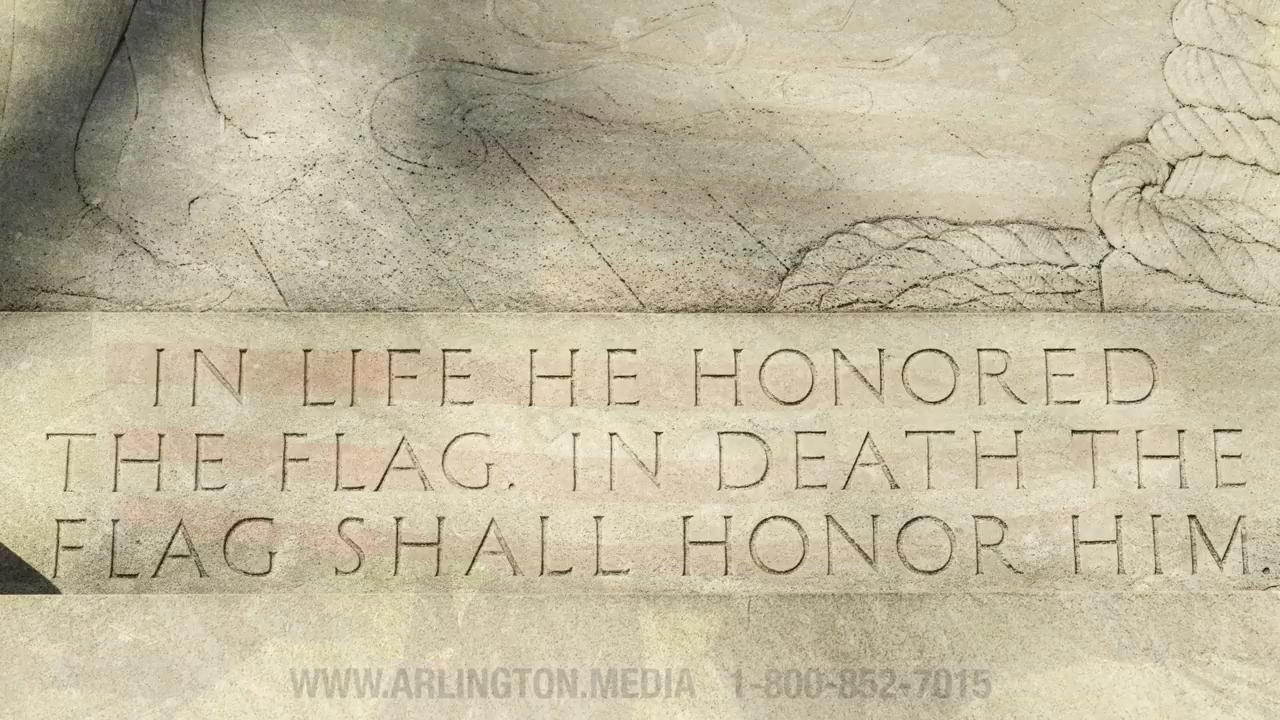 IN LIFE HE HONORED
THE FLAG. IN DEATH THE
FLAG SHALL HONOR HIM.
WWW.ARLINGTON.MEDIA 1-800-852-7015